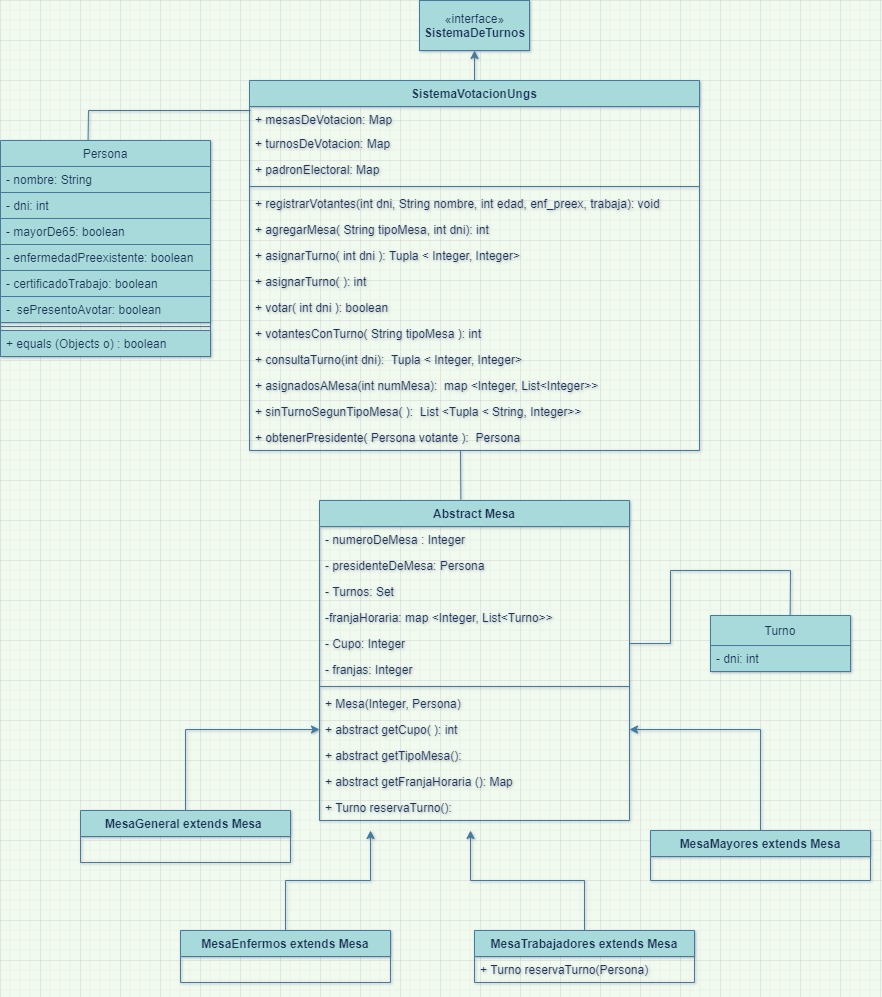 «interface»
SistemaDeTurnos
SistemaVotacionUngs
+ mesasDeVotacion: Map
+ turnosDeVotacion: Map
+ padronElectoral: Map
+ registrarVotantes(int dni, String nombre, int edad, enf_preex, trabaja): void
+ agregarMesa( String tipoMesa, int dni): int
+ asignarTurno( int dni ): Tupla < Integer, Integer>
+ asignarTurno( ): int
+ votar( int dni ): boolean
+ votantesConTurno( String tipoMesa ): int
+ consultaTurno(int dni): Tupla < Integer, Integer>
+ asignadosAMesa(int numMesa): map <Integer, List<Integer>>
+ sinTurnoSegunTipoMesa( ): List <Tupla < String, Integer>>
+ obtenerPresidente( Persona votante ): Persona
Persona
- nombre: String
- dni: int
- mayorDe65: boolean
- enfermedadPreexistente: boolean
- certificadoTrabajo: boolean
- sePresentoAvotar: boolean
+ equals (Objects o) : boolean
Abstract Mesa
- numeroDeMesa : Integer
- presidenteDeMesa: Persona
- Turnos: Set
-franjaHoraria: map <Integer, List<Turno>>
- Cupo: Integer
- franjas: Integer
+ Mesa(Integer, Persona)
+ abstract getCupo( ): int
+ abstract getTipoMesa():
+ abstract getFranjaHoraria (): Map
+ Turno reservaTurno():
Turno
- dni: int
MesaGeneral extends Mesa
MesaMayores extends Mesa
MesaEnfermos extends Mesa
MesaTrabajadores extends Mesa
+ Turno reservaTurno(Persona)